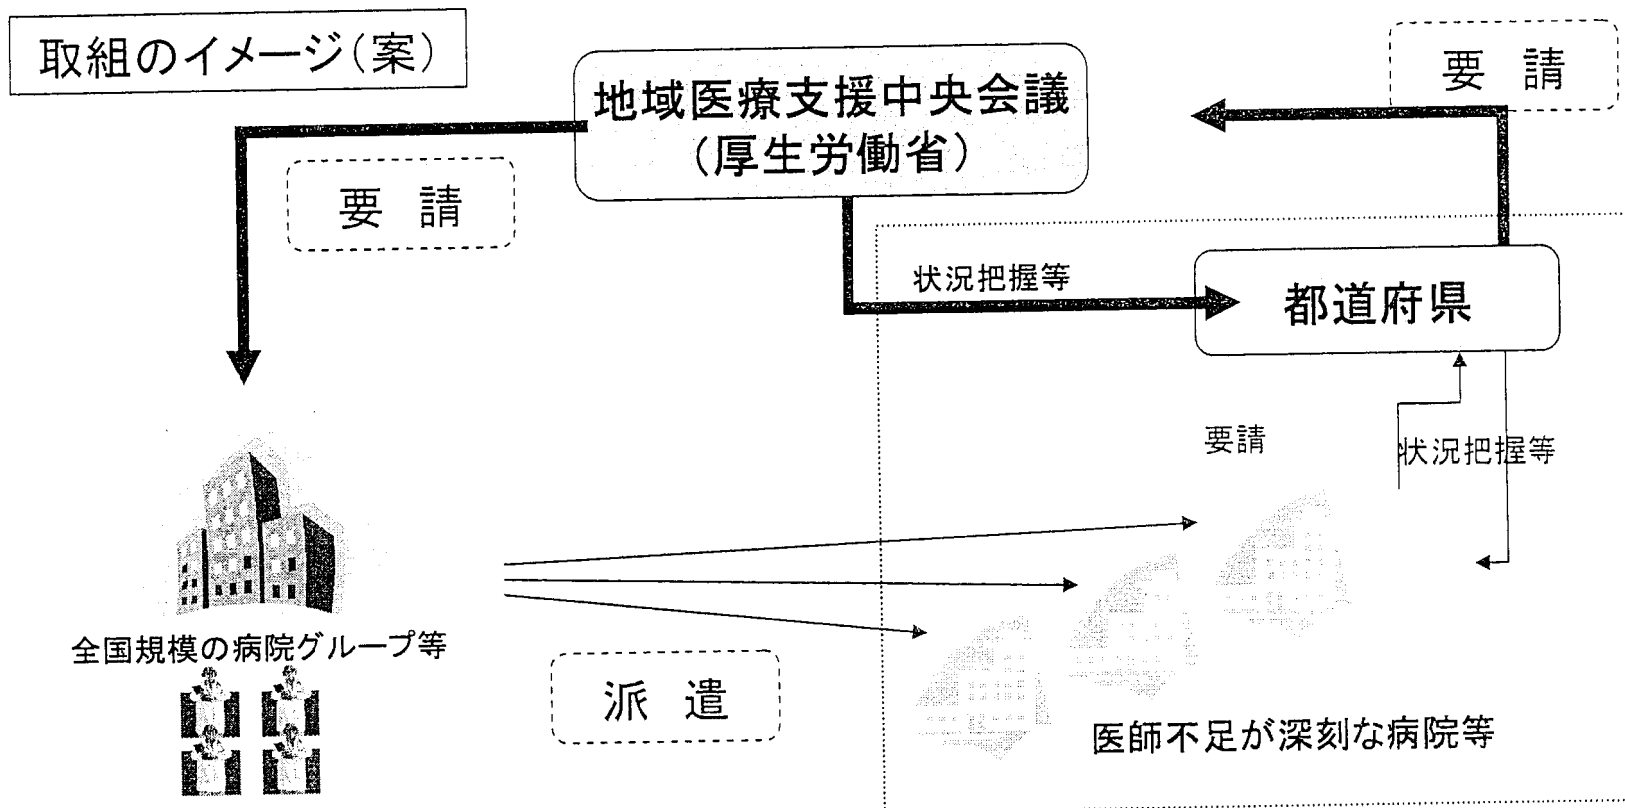 取組のイメージ(案)
地域医療支援中央会議
(厚生労働省)
要 請
要 請
状況把握等
都道府県
要請
状況把握等
全国規模の病院グループ等
派 遣
医師不足が深刻な病院等